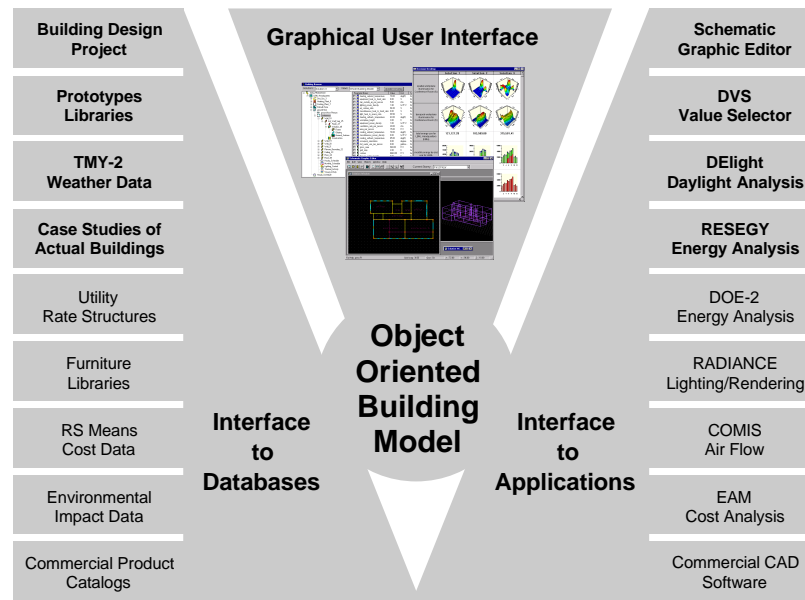 Building Design
Project
Prototypes
Libraries
TMY-2
Weather Data
Case Studies of
Actual Buildings
Utility
Rate Structures
Furniture
Libraries
RS Means
Cost Data
Environmental
Impact Data
Commercial Product
Catalogs
Graphical User Interface
Object
Oriented
Building
Model
Interface
to
Databases
Interface
to
Applications
Schematic
Graphic Editor
DVS
Value Selector
DElight
Daylight Analysis
RESEGY
Energy Analysis
DOE-2
Energy Analysis
RADIANCE
Lighting/Rendering
COMIS
Air Flow
EAM
Cost Analysis
Commercial CAD
Software